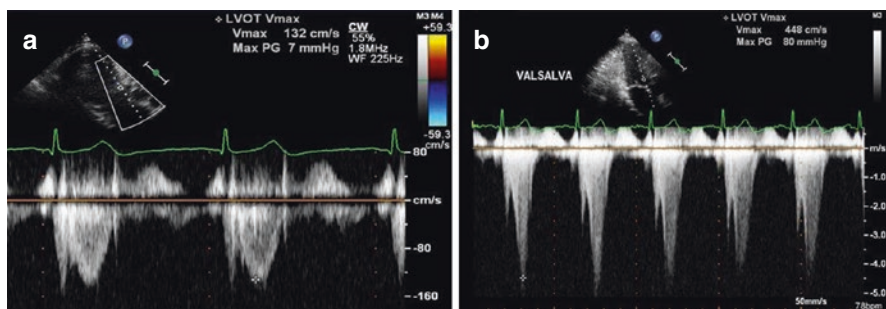 a
LVOT Vmax
Vmax 132 cm/s
Max PG 7 mmHg
CW
55%
1.8MHz
WF 225Hz
M3 M4
+59.3
-59.3
cm/s
80
cm/s
-80
-160
b
VALSALVA
LVOT Vmax
Vmax 448 cm/s
Max PG 80 mmHg
M3
m/s
-1.0
-2.0
-3.0
-4.0
-5.0
50mm/s
78bpm